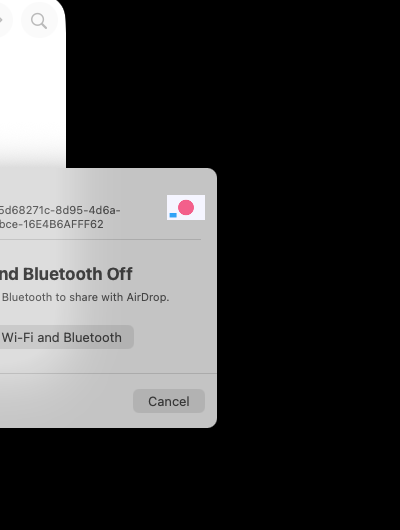 5d68271c-8d95-4d6a-
bce-16E4B6AFFF62
nd Bluetooth Off
Bluetooth to share with AirDrop.
Wi-Fi and Bluetooth
Cancel